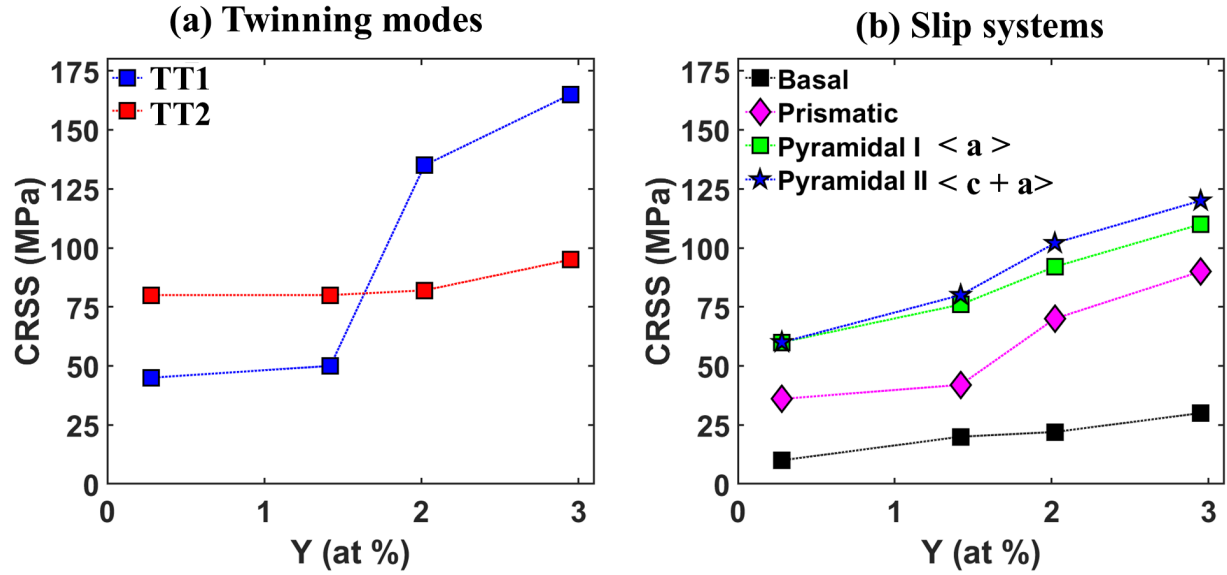 (a) Twinning modes
TT1
TT2
175
150
125
100
75
50
25
0
0 1 2 3
CRSS (MPa)
Y (at %)
(b) Slip systems
Basal
Prismatic
Pyramidal I < a >
Pyramidal II < c + a>
175
150
125
100
75
50
25
0
0 1 2 3
CRSS (MPa)
Y (at %)